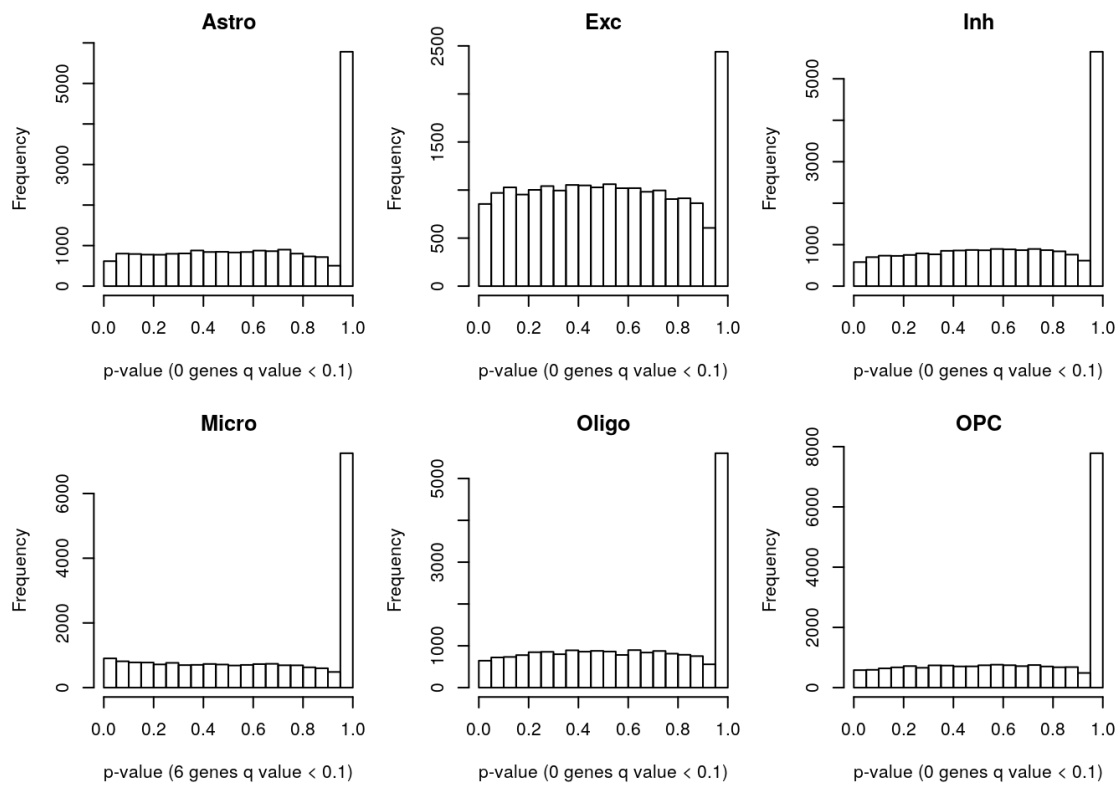 Astro
Exc
Inh
Frequency
0 1000 3000 5000
Frequency
0 500 1500 2500
Frequency
0 1000 3000 5000
0.0 0.2 0.4 0.6 0.8 1.0
0.0 0.2 0.4 0.6 0.8 1.0
0.0 0.2 0.4 0.6 0.8 1.0
p-value (0 genes q value < 0.1)
p-value (0 genes q value < 0.1)
p-value (0 genes q value < 0.1)
Micro
Oligo
OPC
Frequency
0 2000 4000 6000
Frequency
0 1000 3000 5000
Frequency
0 2000 4000 6000 8000
0.0 0.2 0.4 0.6 0.8 1.0
0.0 0.2 0.4 0.6 0.8 1.0
0.0 0.2 0.4 0.6 0.8 1.0
p-value (6 genes q value < 0.1)
p-value (0 genes q value < 0.1)
p-value (0 genes q value < 0.1)